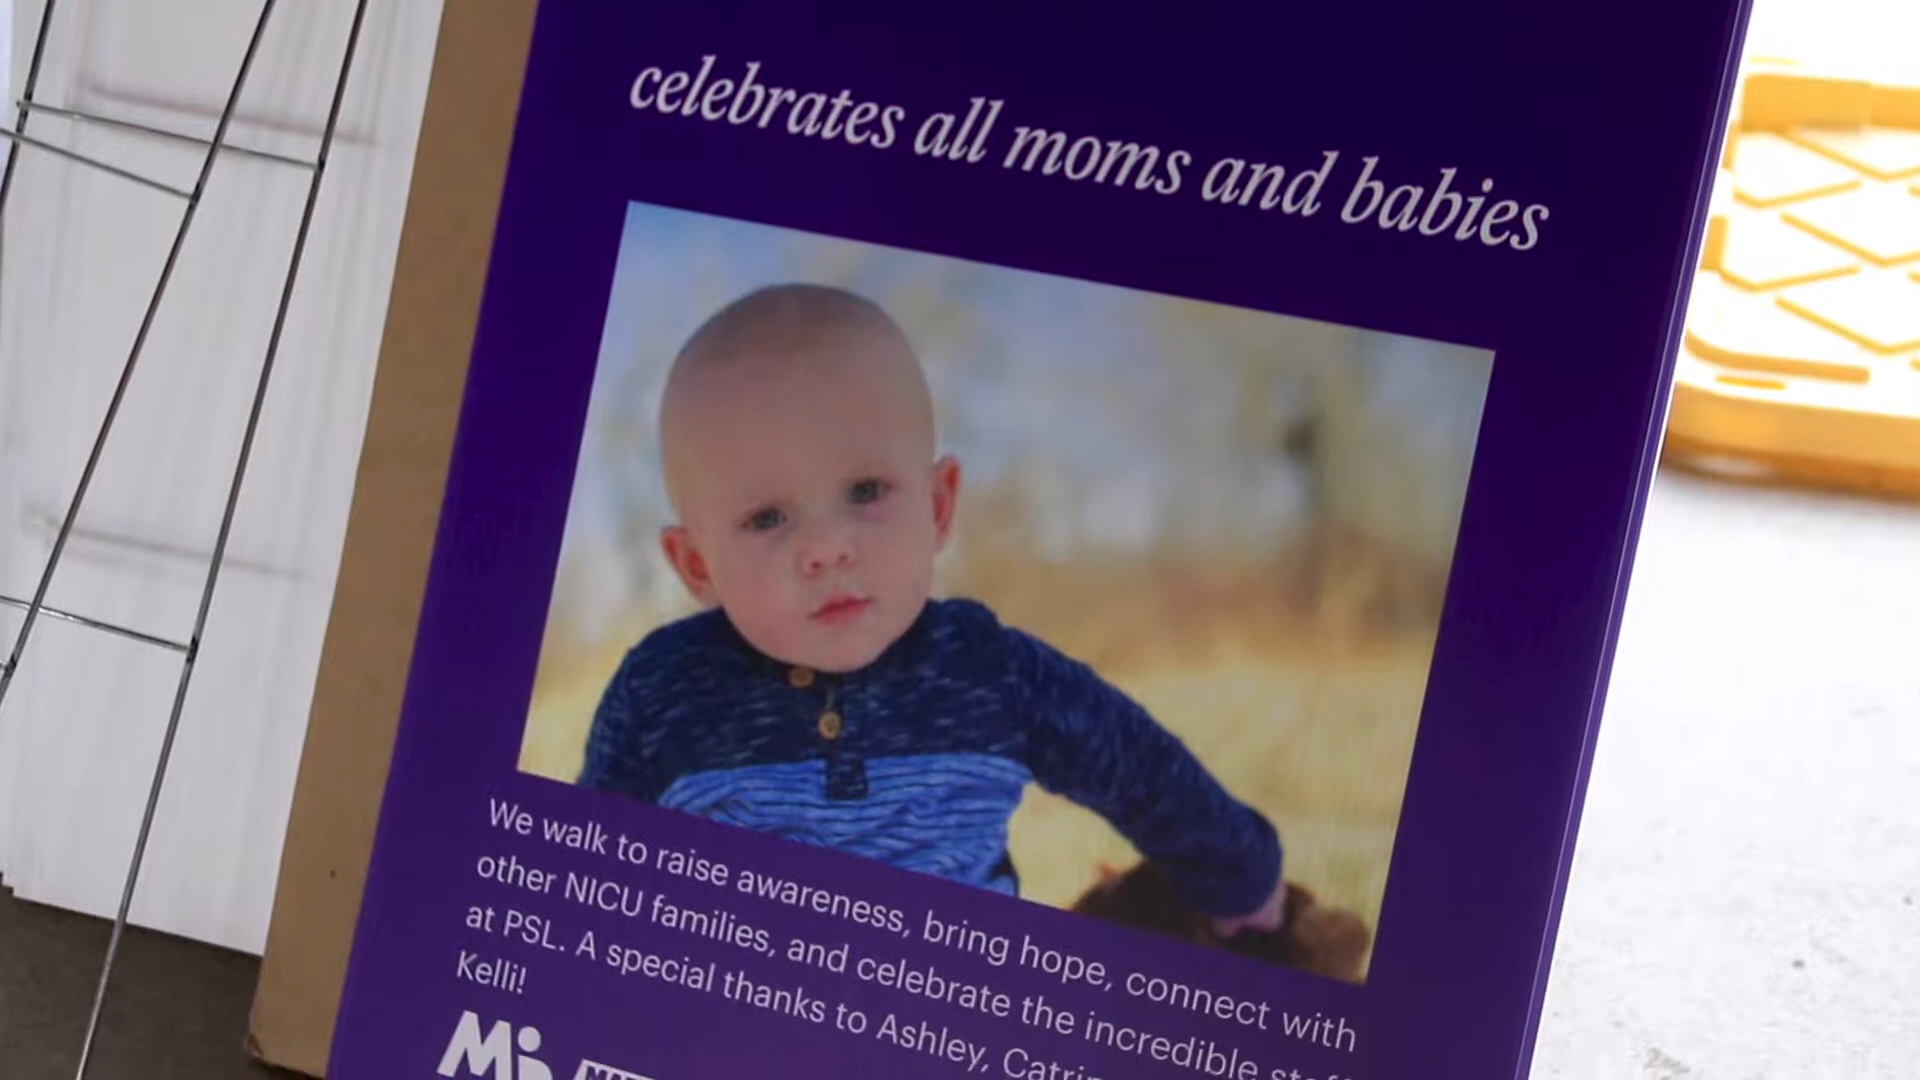 celebrates all moms and babies
We walk to raise awareness, bring hope, connect with
other NICU families, and celebrate the incredible staff
at PSL. A special thanks to Ashley,
Kelli!